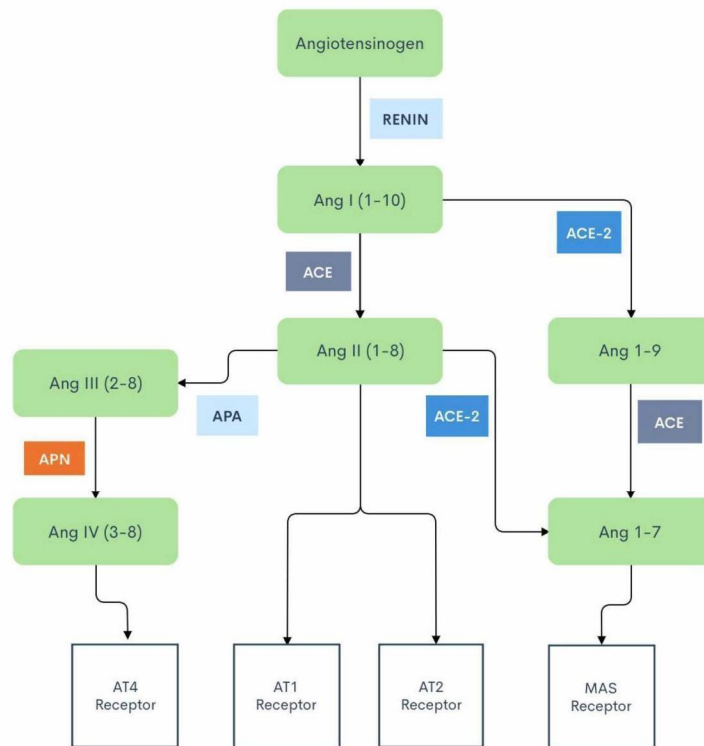 Angiotensinogen
RENIN
Ang I (1-10)
ACE-2
ACE
Ang II (1-8)
Ang 1-9
Ang III (2-8)
APA
ACE-2
ACE
APN
Ang IV (3-8)
Ang 1-7
AT4
Receptor
AT1
Receptor
AT2
Receptor
MAS
Receptor